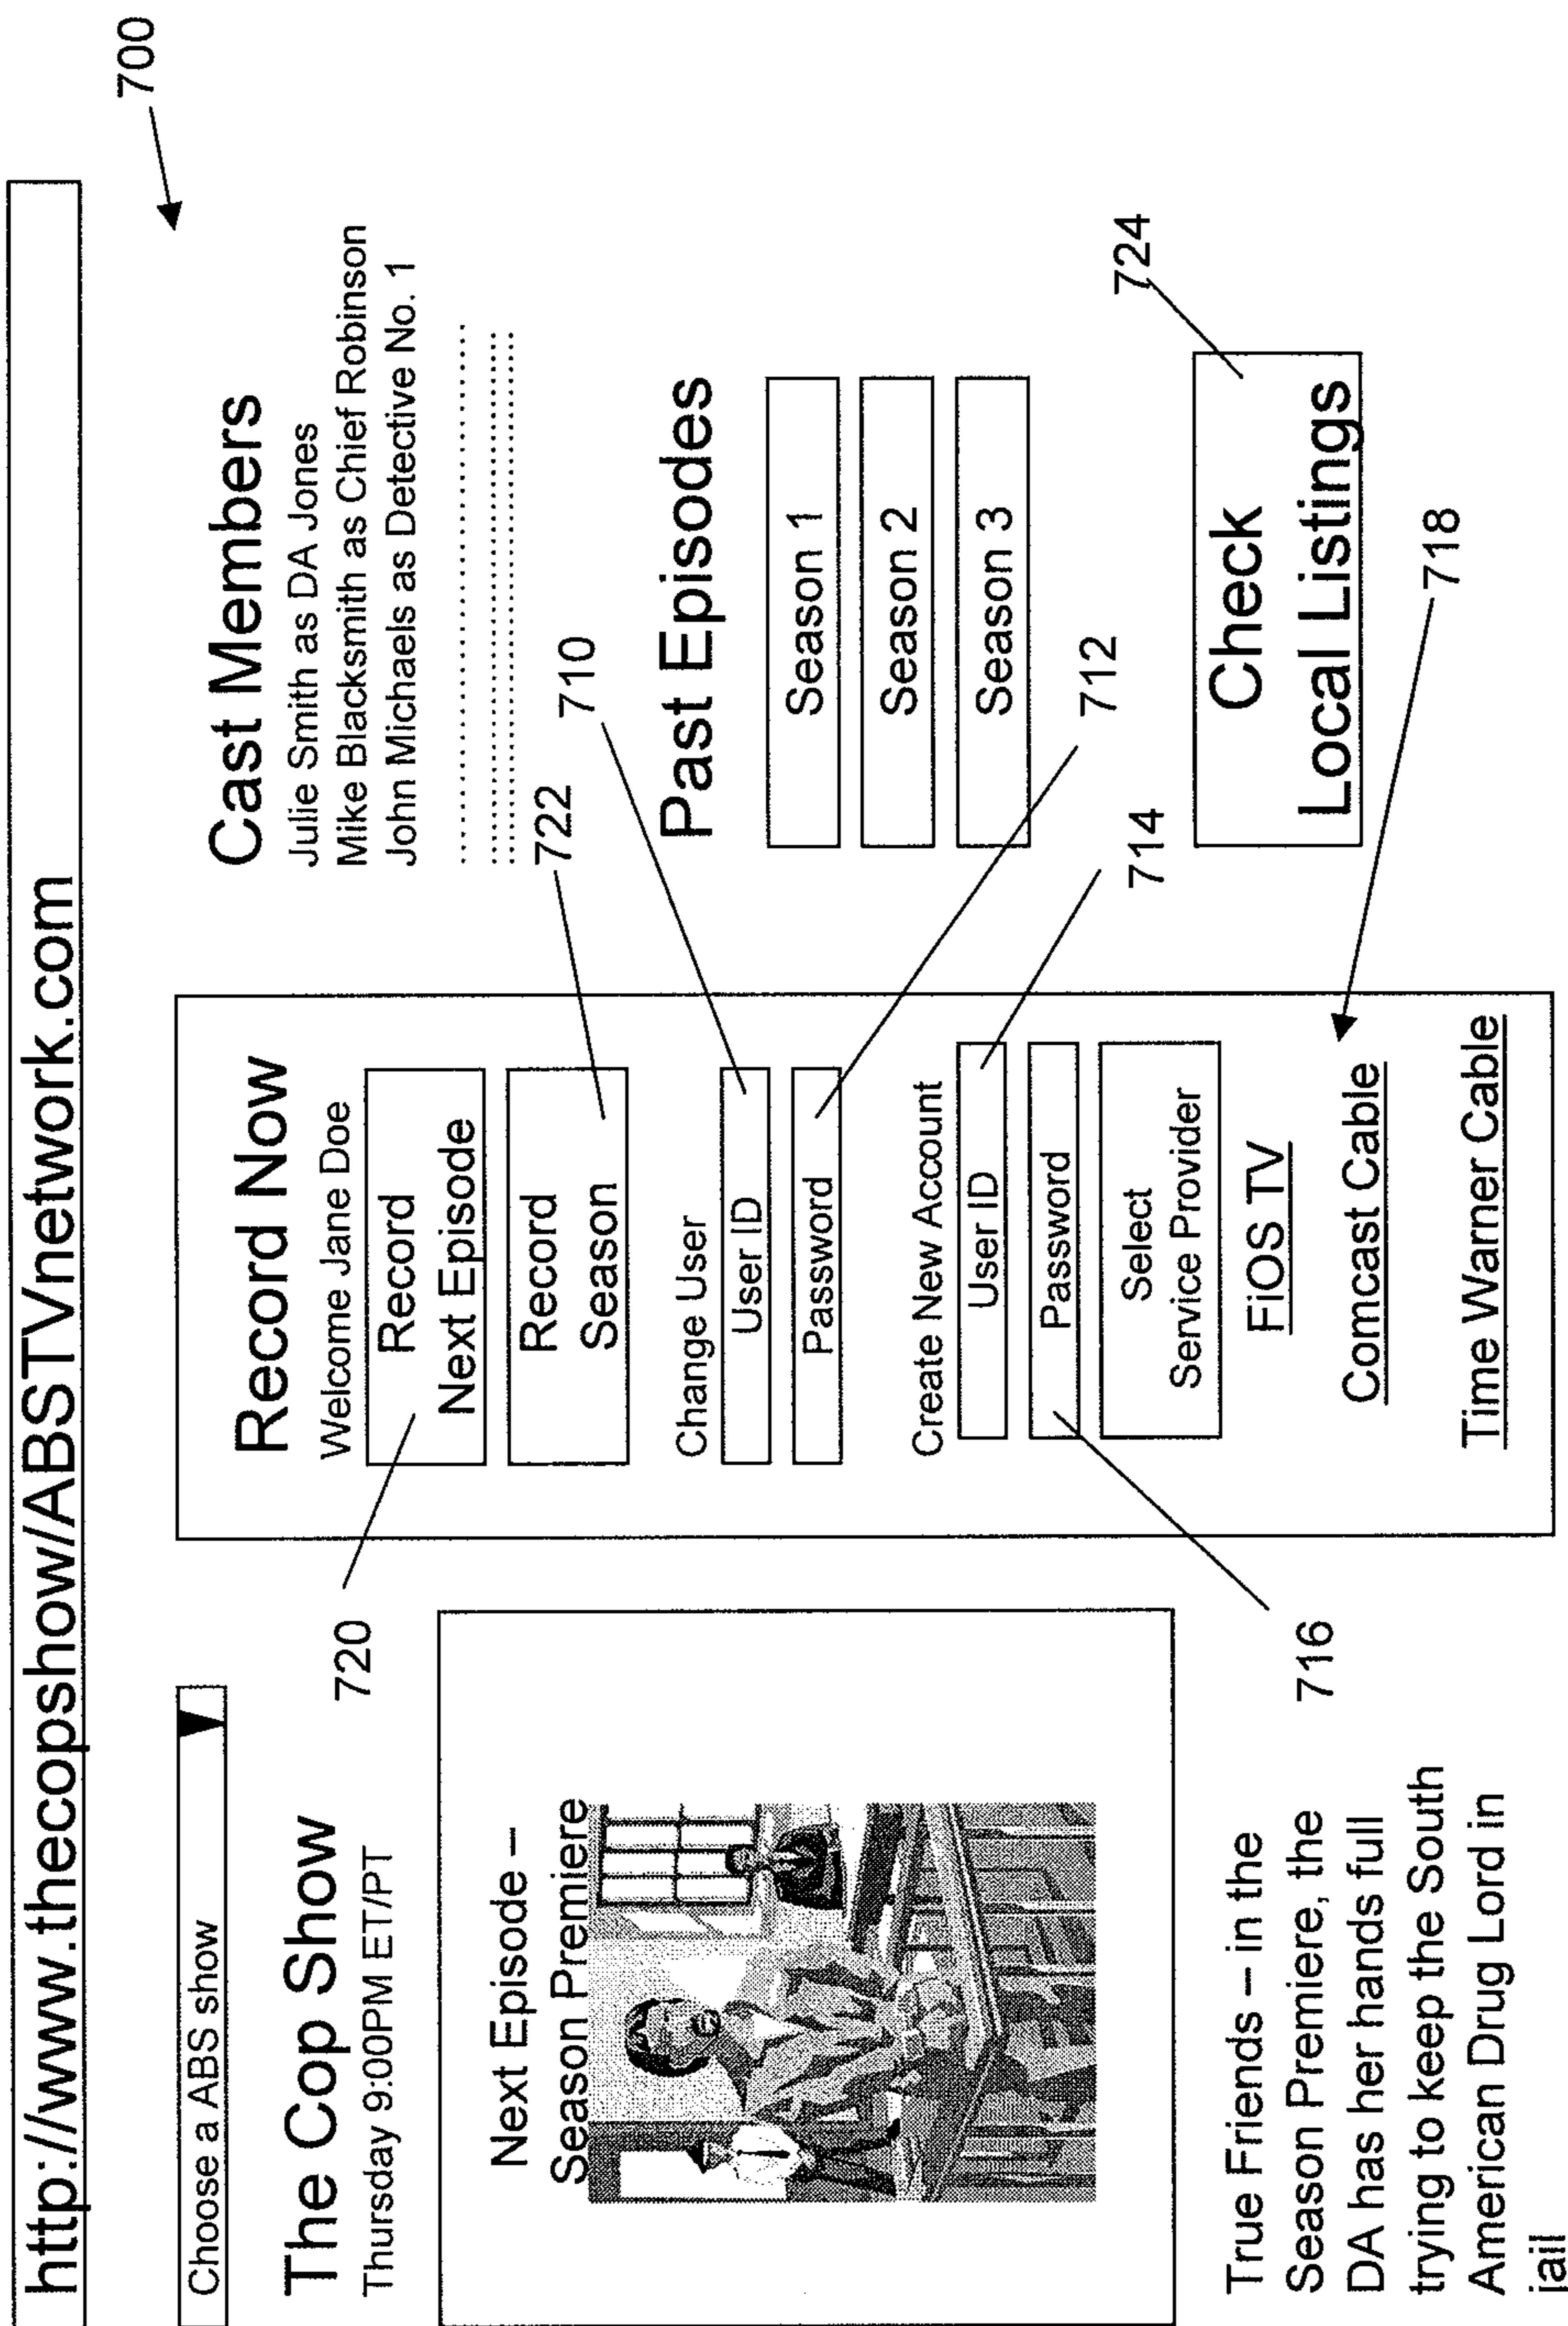 http://www.thecopshow/ABSTVnetwork.com
700
Choose a ABS show
The Cop Show
Thursday 9:00PM ET/PT
720
Next Episode –
Season Premiere
True Friends – in the
Season Premiere, the
DA has her hands full
trying to keep the South
American Drug Lord in
jail
716
Record Now
Welcome Jane Doe
Record
Next Episode
Record
Season
Change User
User ID
Password
Create New Account
User ID
Password
Select
Service Provider
FiOS TV
Comcast Cable
Time Warner Cable
722
710
712
714
718
Cast Members
Julie Smith as DA Jones
Mike Blacksmith as Chief Robinson
John Michaels as Detective No. 1
Past Episodes
Season 1
Season 2
Season 3
724
Check
Local Listings